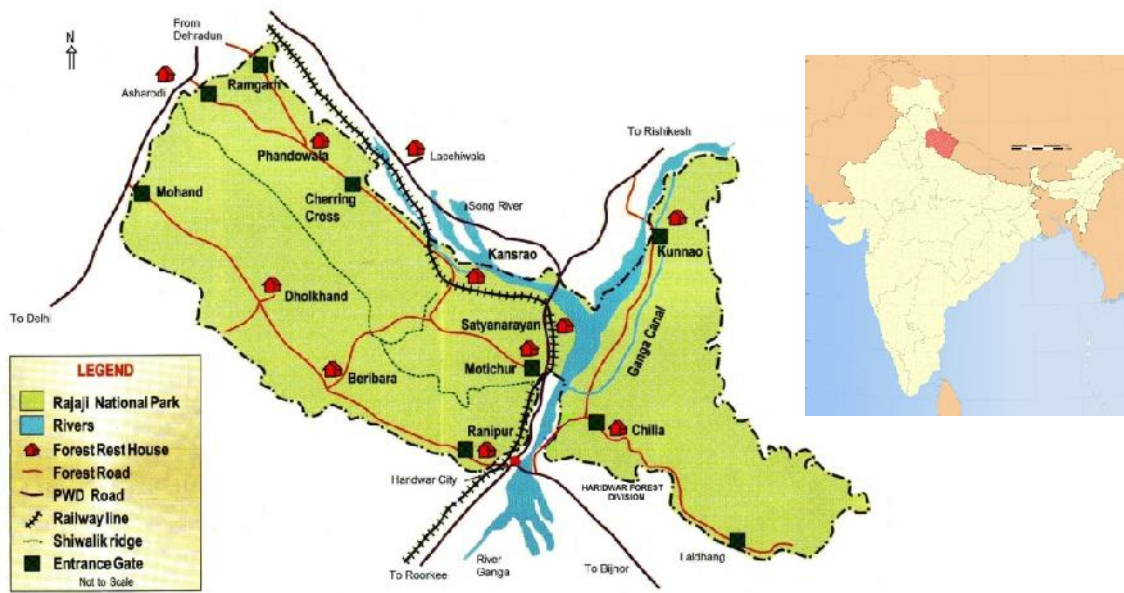 From
Dehradun
N
Asharodi
Ramgarh
Phandowala
Lacchiwala
To Rishikesh
Mohand
Cherring
Cross
Song River
Kansrao
Kunnao
Dholkhand
To Delhi
Satyanarayan
Ganga Canal
Motichur
Beribara
Ranipur
Chilla
Haridwar City
HARIDWAR FOREST
DIVISION
Laldhang
To Roorkee
River
Ganga
To Bijnor
LEGEND
Rajaji National Park
Rivers
Forest Rest House
Forest Road
PWD Road
Railway line
Shiwalik ridge
Entrance Gate
Not to Scale